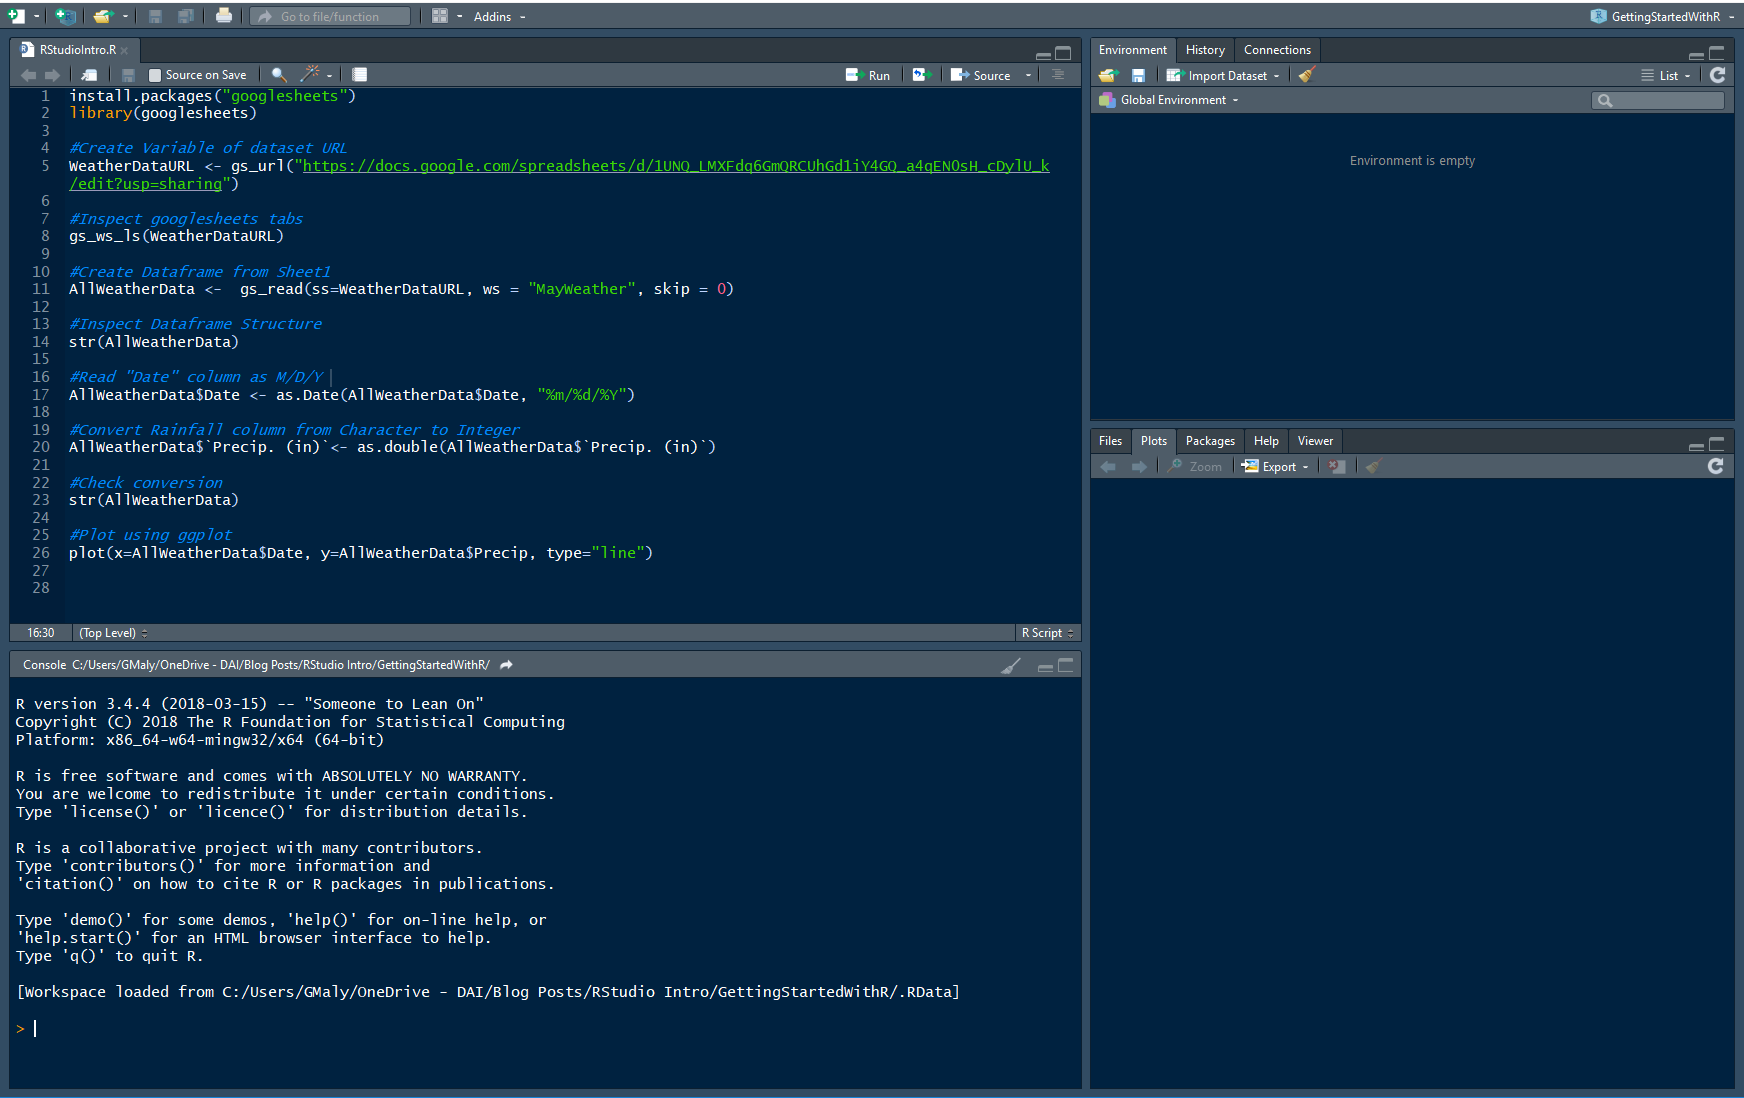 Go to file/function
Addins
GettingStartedWithR
RStudioIntro.R
Source on Save
Run
Source
1 install.packages("googlesheets")
2 library(googlesheets)
3
4 #Create Variable of dataset URL
5 WeatherDataURL <- gs_url("https://docs.google.com/spreadsheets/d/1UNQ_LMXFdq6GmQRCUhGd1iY4GQ_a4qENOsH_cDylU_k
/edit?usp=sharing")
6
7 #Inspect googlesheets tabs
8 gs_ws_ls(WeatherDataURL)
9
10 #Create Dataframe from Sheet1
11 AllWeatherData <-  gs_read(ss=WeatherDataURL, ws = "MayWeather", skip = 0)
12
13 #Inspect Dataframe Structure
14 str(AllWeatherData)
15
16 #Read "Date" column as M/D/Y
17 AllWeatherData$Date <- as.Date(AllWeatherData$Date, "%m/%d/%Y")
18
19 #Convert Rainfall column from Character to Integer
20 AllWeatherData$`Precip. (in)`<- as.double(AllWeatherData$`Precip. (in)`)
21
22 #Check conversion
23 str(AllWeatherData)
24
25 #Plot using ggplot
26 plot(x=AllWeatherData$Date, y=AllWeatherData$Precip, type="line")
27
28
16:30 (Top Level) R Script
Console C:/Users/GMaly/OneDrive - DAI/Blog Posts/RStudio Intro/GettingStartedWithR/
R version 3.4.4 (2018-03-15) -- "Someone to Lean On"
Copyright (C) 2018 The R Foundation for Statistical Computing
Platform: x86_64-w64-mingw32/x64 (64-bit)
R is free software and comes with ABSOLUTELY NO WARRANTY.
You are welcome to redistribute it under certain conditions.
Type 'license()' or 'licence()' for distribution details.
R is a collaborative project with many contributors.
Type 'contributors()' for more information and
'citation()' on how to cite R or R packages in publications.
Type 'demo()' for some demos, 'help()' for on-line help, or
'help.start()' for an HTML browser interface to help.
Type 'q()' to quit R.
[Workspace loaded from C:/Users/GMaly/OneDrive - DAI/Blog Posts/RStudio Intro/GettingStartedWithR/.RData]
>
Environment History Connections
Import Dataset List
Global Environment
Environment is empty
Files Plots Packages Help Viewer
Zoom Export